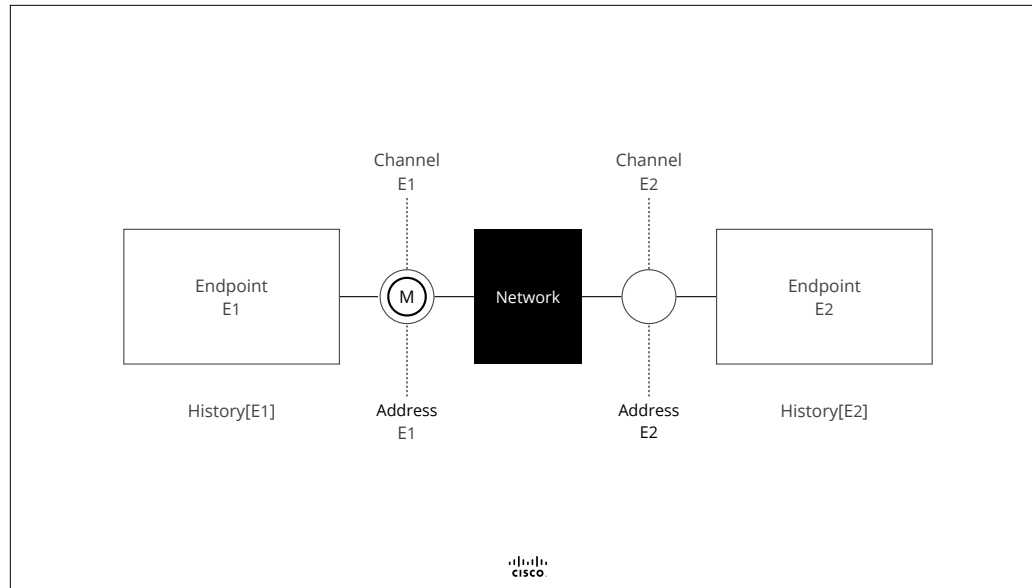 Channel
E1
Channel
E2
Endpoint
E1
M
Network
Endpoint
E2
History[E1]
Address
E1
Address
E2
History[E2]
CISCO